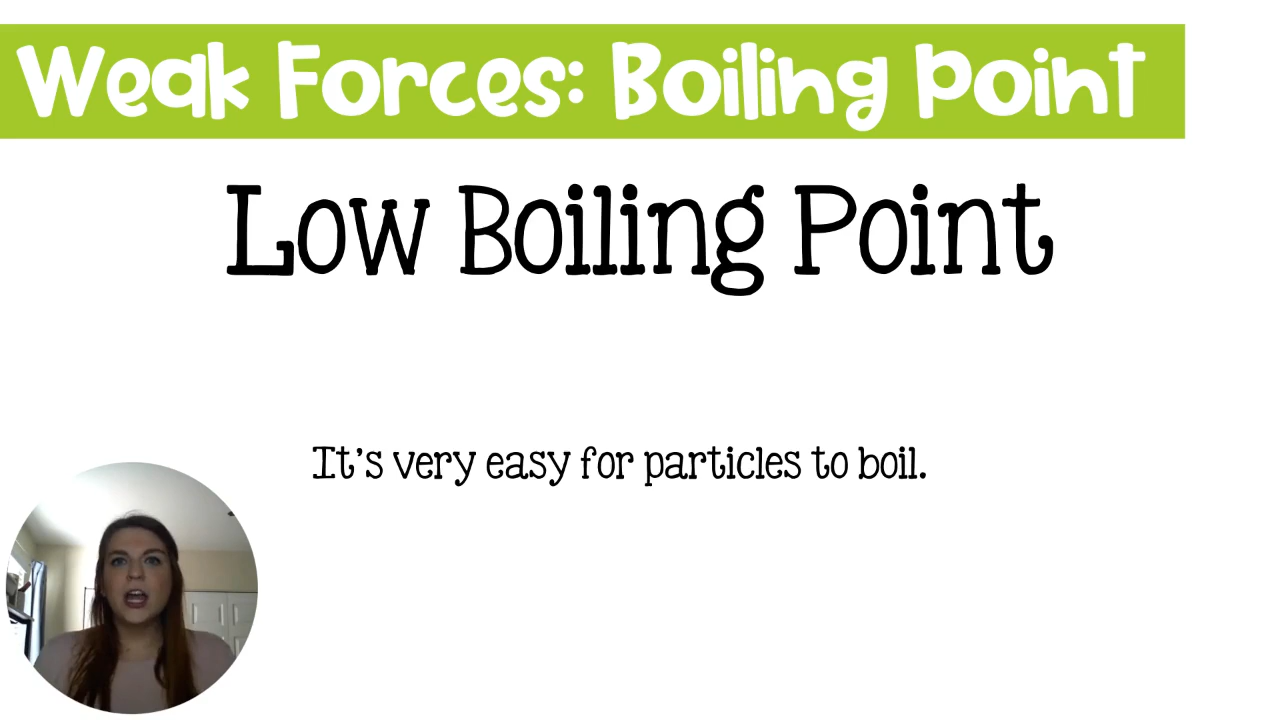 Weak Forces: Boiling Point
Low Boiling Point
It's very easy for particles to boil.